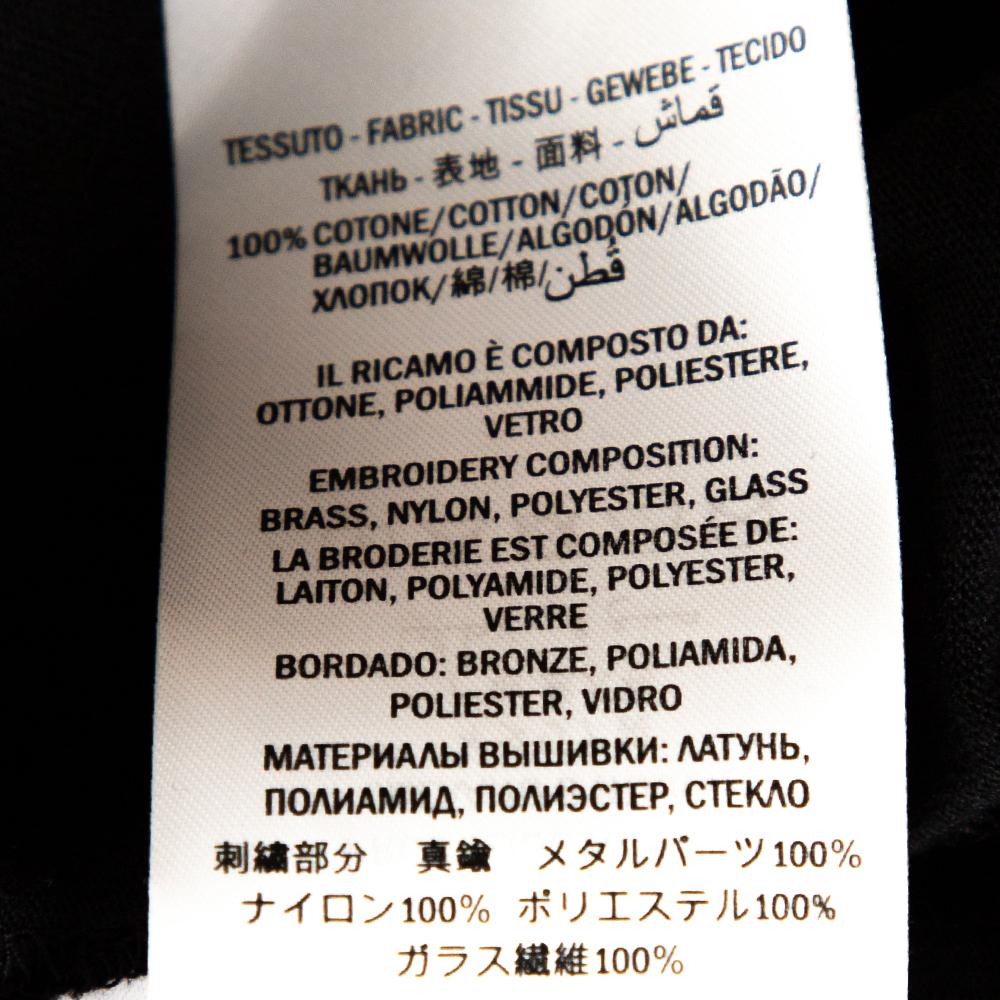 TESSUTO - FABRIC - TISSU - GEWEBE - TECIDO
ТКАНЬ - 表地 - 面料 - قماش
100% COTONE/COTTON/COTON/
BAUMWOLLE/ALGODÓN/ALGODÃO/
ХЛОПОК/綿/棉/قُطن
IL RICAMO È COMPOSTO DA:
OTTONE, POLIAMMIDE, POLIESTERE,
VETRO
EMBROIDERY COMPOSITION:
BRASS, NYLON, POLYESTER, GLASS
LA BRODERIE EST COMPOSÉE DE:
LAITON, POLYAMIDE, POLYESTER,
VERRE
BORDADO: BRONZE, POLIAMIDA,
POLIESTER, VIDRO
МАТЕРИАЛЫ ВЫШИВКИ: ЛАТУНЬ,
ПОЛИАМИД, ПОЛИЭСТЕР, СТЕКЛО
刺繍部分 真鍮 メタルパーツ100%
ナイロン100% ポリエステル100%
ガラス繊維100%